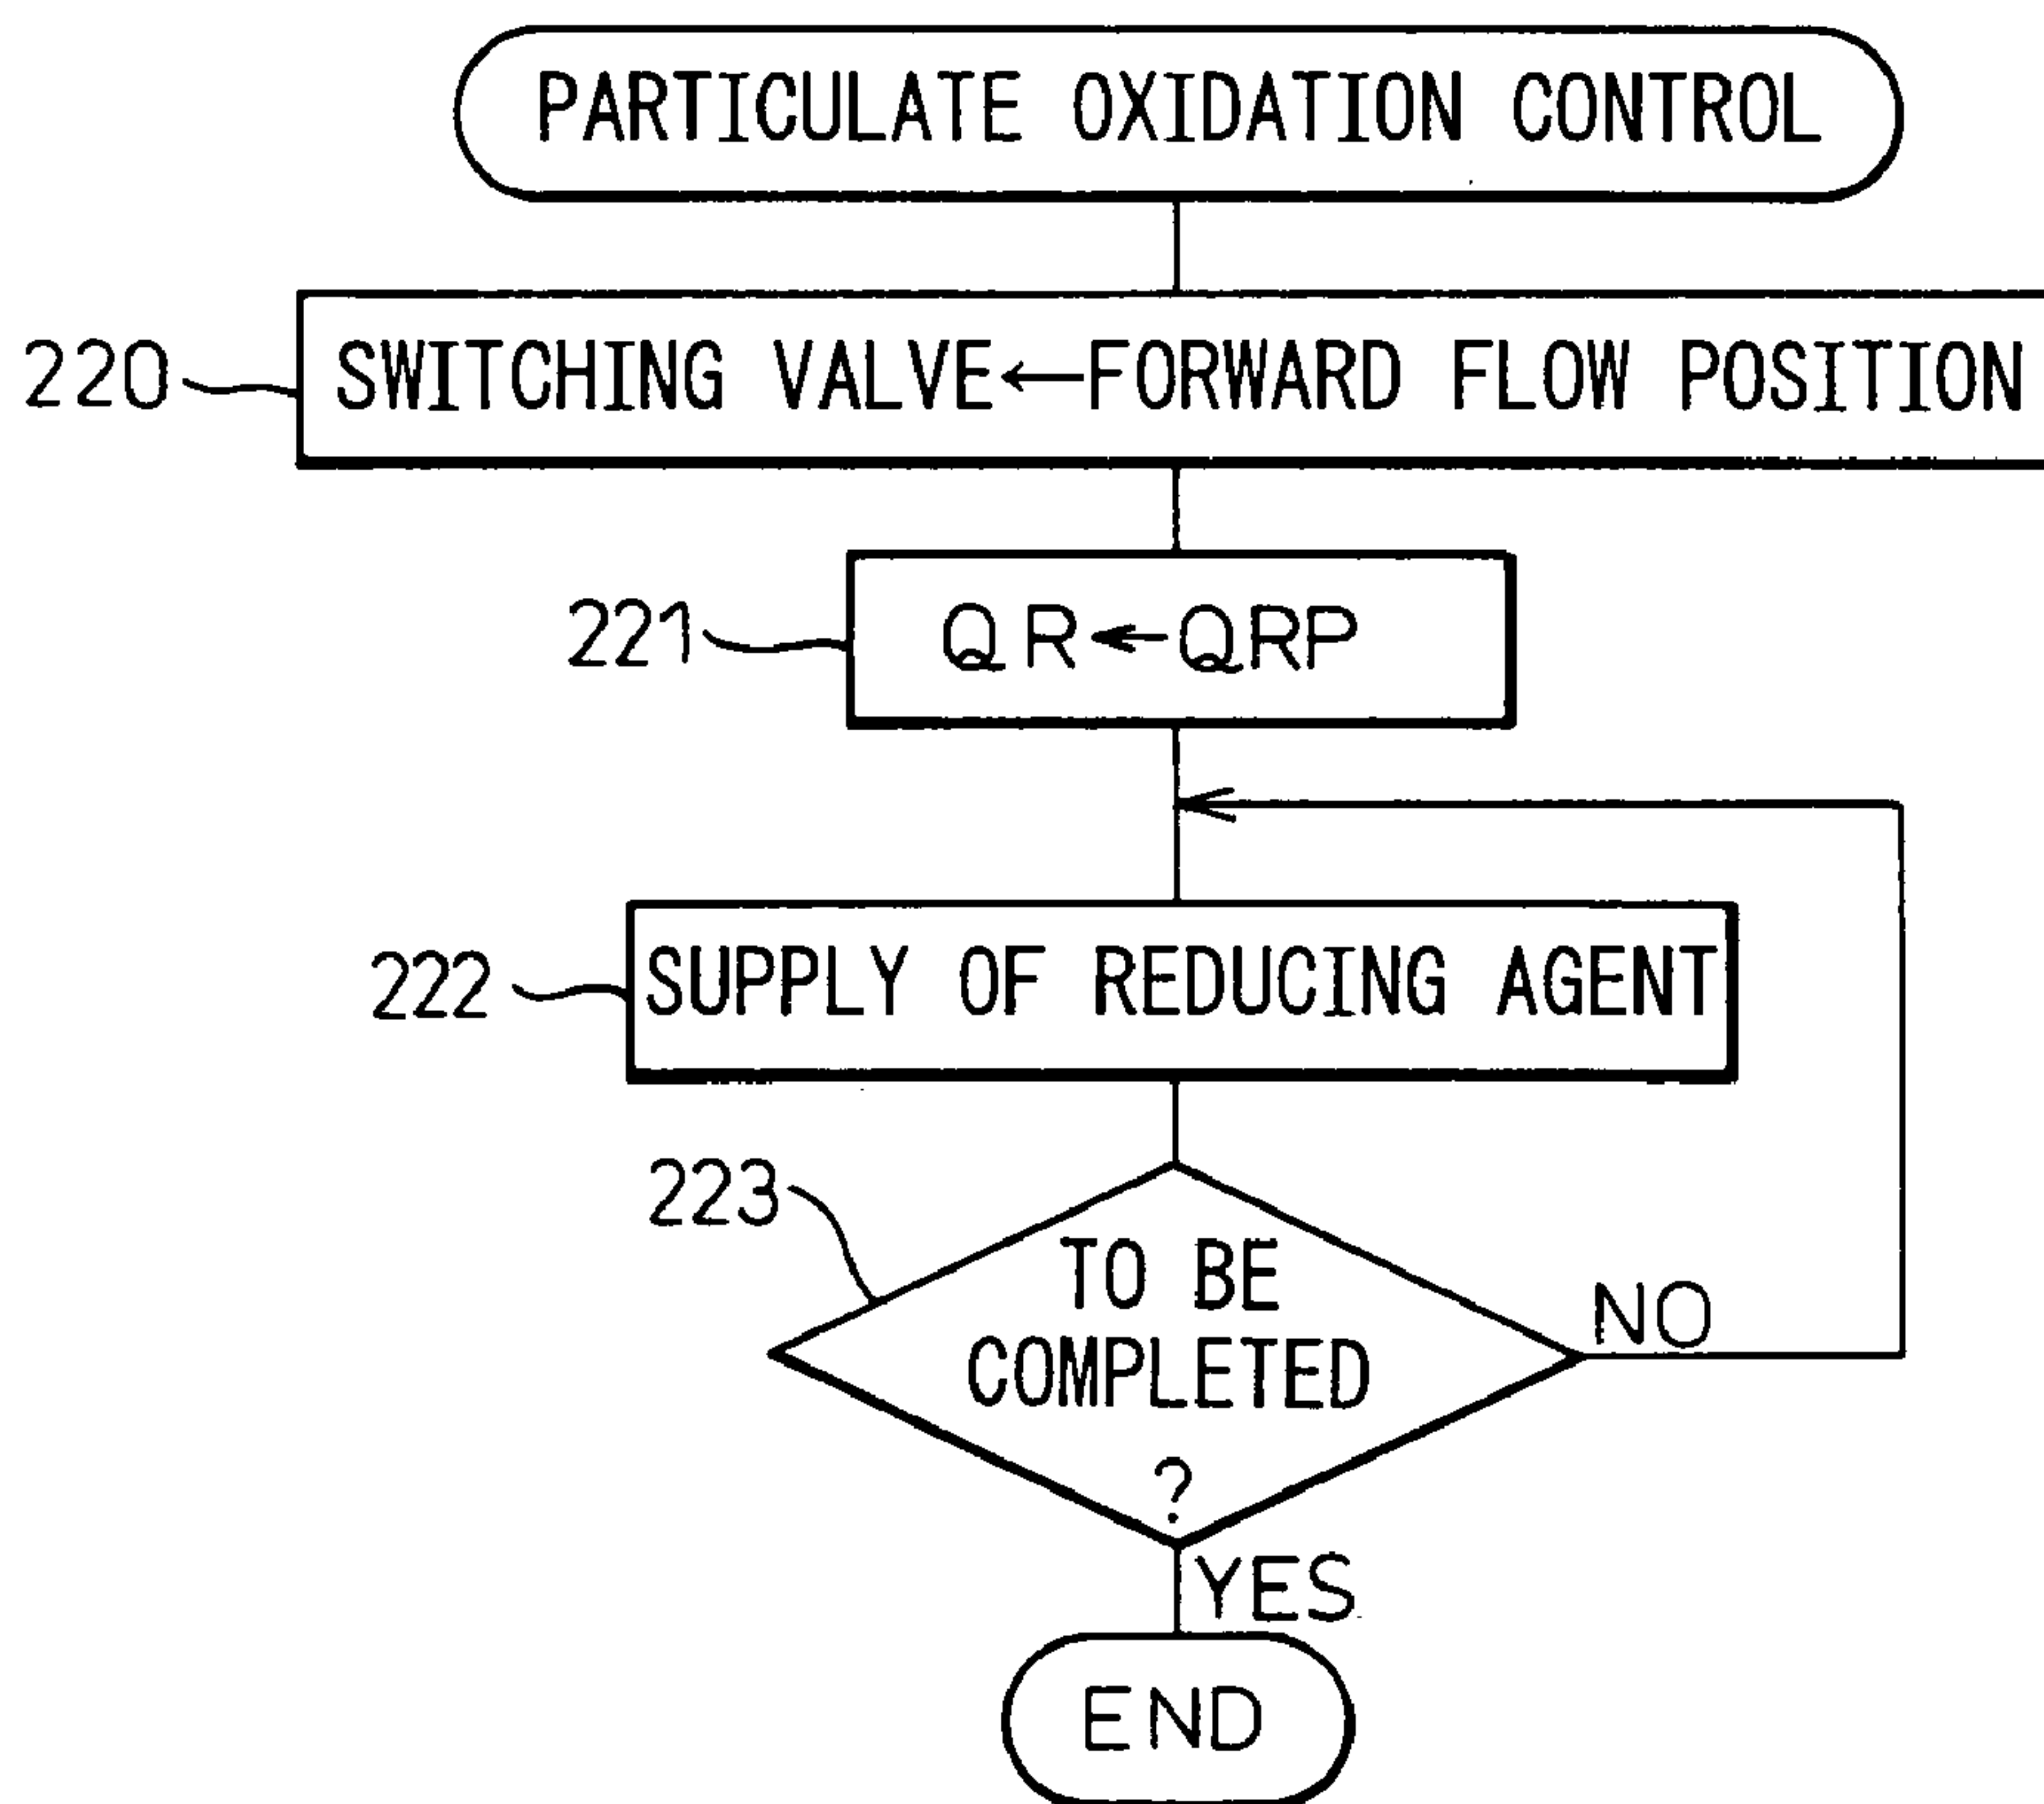 PARTICULATE OXIDATION CONTROL
220 SWITCHING VALVE←FORWARD FLOW POSITION
221 QR←QRP
222 SUPPLY OF REDUCING AGENT
223
TO BE
COMPLETED
?
NO
YES
END